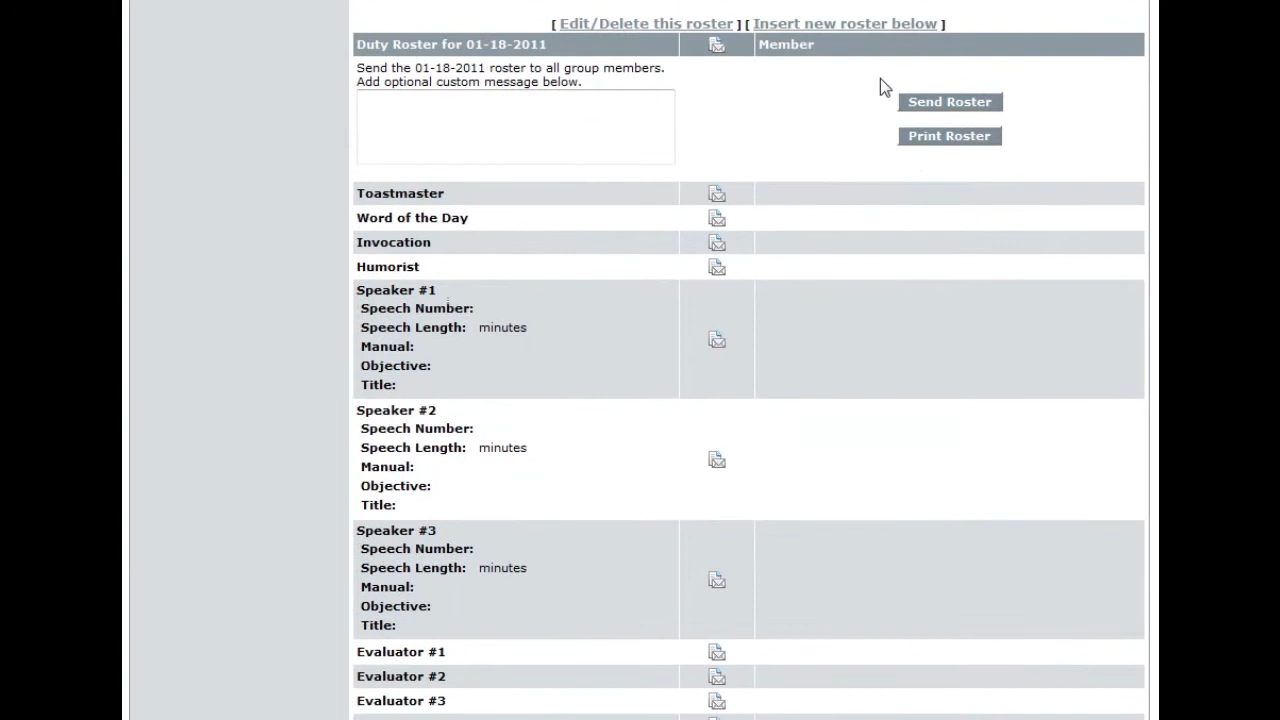 [ Edit/Delete this roster ] [ Insert new roster below ]
Duty Roster for 01-18-2011 Member
Send the 01-18-2011 roster to all group members.
Add optional custom message below.
Send Roster
Print Roster
Toastmaster
Word of the Day
Invocation
Humorist
Speaker #1
Speech Number:
Speech Length: minutes
Manual:
Objective:
Title:
Speaker #2
Speech Number:
Speech Length: minutes
Manual:
Objective:
Title:
Speaker #3
Speech Number:
Speech Length: minutes
Manual:
Objective:
Title:
Evaluator #1
Evaluator #2
Evaluator #3